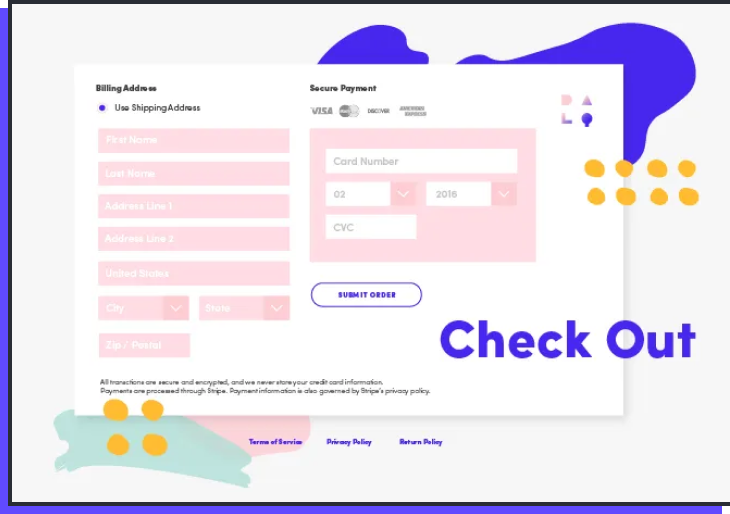 Billing Address
Use Shipping Address
First Name
Last Name
Address Line 1
Address Line 2
United States
City
State
Zip / Postal
Secure Payment
VISA
MasterCard
DISCOVER
AMERICAN EXPRESS
Card Number
02
2016
CVC
SUBMIT ORDER
Check Out
All transctions are secure and encrypted, and we never store your credit card information.
Payments are processed through Stripe. Payment information is also governed by Stripe's privacy policy.
Terms of Service
Privacy Policy
Return Policy